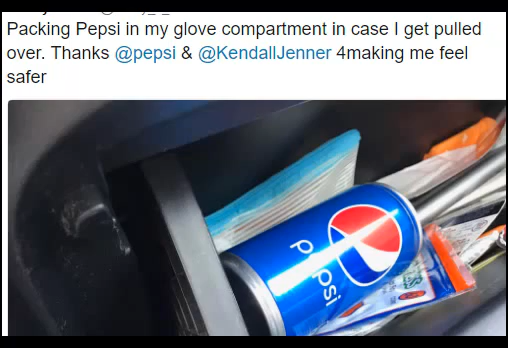 Packing Pepsi in my glove compartment in case I get pulled
over. Thanks @pepsi & @KendallJenner 4making me feel
safer
pepsi